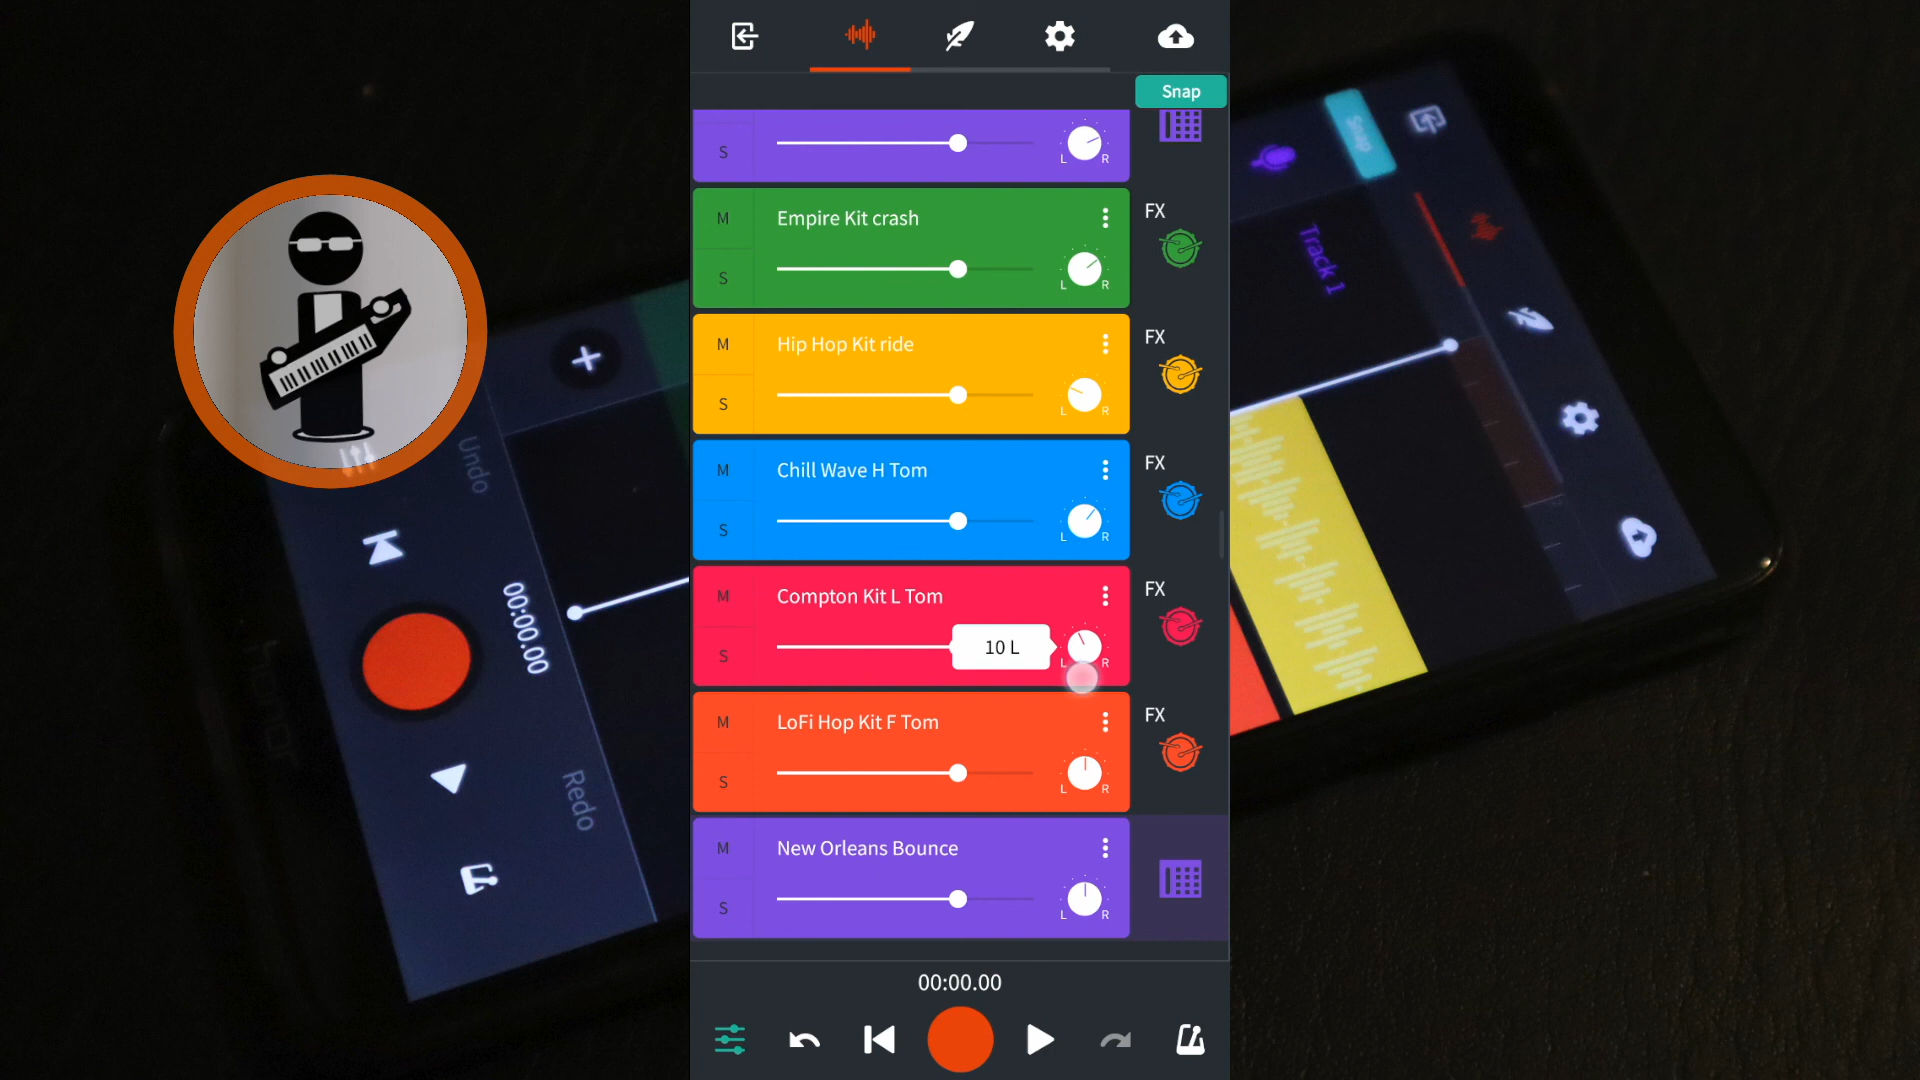 Snap
S
L R
M Empire Kit crash FX
S
L R
M Hip Hop Kit ride FX
S
L R
M Chill Wave H Tom FX
S
L R
M Compton Kit L Tom FX
S 10 L
L R
M LoFi Hop Kit F Tom FX
S
L R
M New Orleans Bounce
S
L R
00:00.00
Undo
00:00.00
Redo
Snap
Track 1